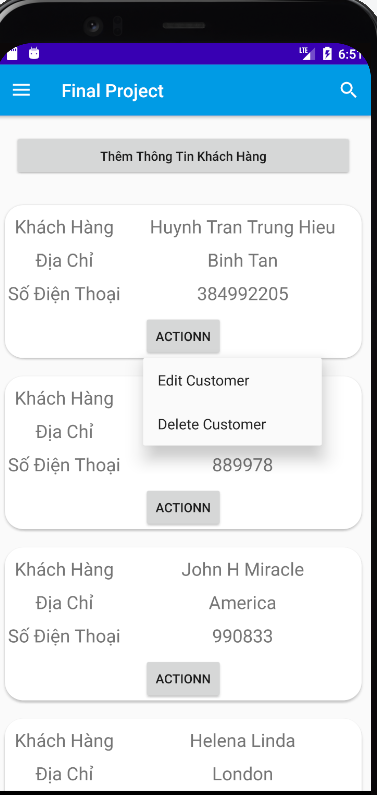 LTE 6:51
Final Project
Thêm Thông Tin Khách Hàng
Khách Hàng Huynh Tran Trung Hieu
Địa Chỉ Binh Tan
Số Điện Thoại 384992205
ACTIONN
Edit Customer
Delete Customer
Khách Hàng
Địa Chỉ
Số Điện Thoại 889978
ACTIONN
Khách Hàng John H Miracle
Địa Chỉ America
Số Điện Thoại 990833
ACTIONN
Khách Hàng Helena Linda
Địa Chỉ London